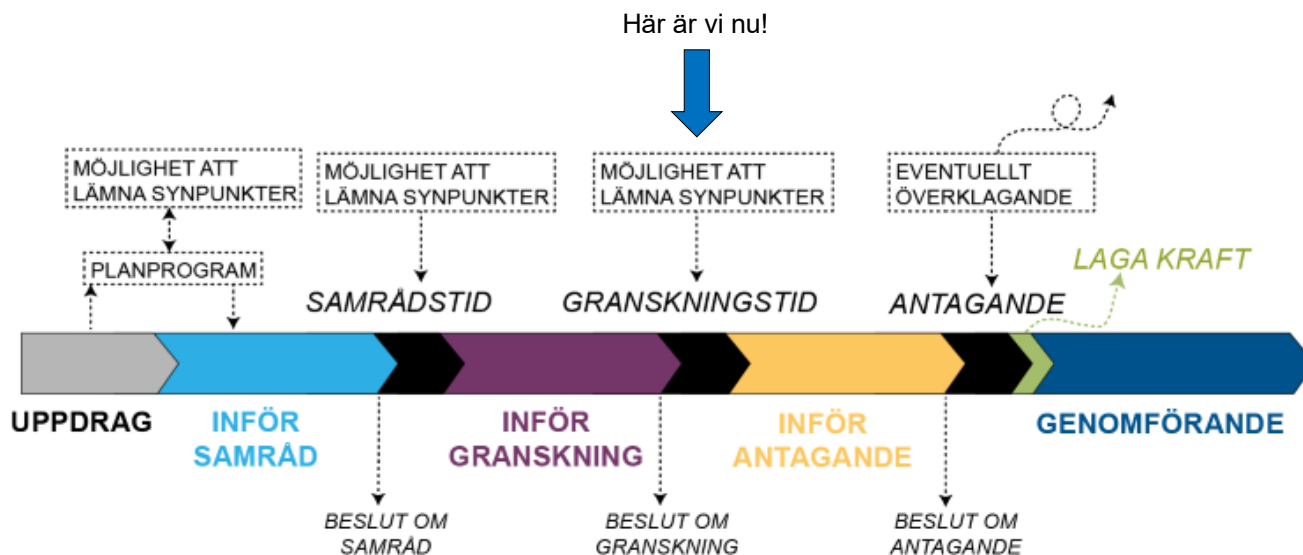 Här är vi nu!
MÖJLIGHET ATT
LÄMNA SYNPUNKTER
MÖJLIGHET ATT
LÄMNA SYNPUNKTER
MÖJLIGHET ATT
LÄMNA SYNPUNKTER
EVENTUELLT
ÖVERKLAGANDE
PLANPROGRAM
LAGA KRAFT
SAMRÅDSTID
GRANSKNINGSTID
ANTAGANDE
UPPDRAG
INFÖR
SAMRÅD
INFÖR
GRANSKNING
INFÖR
ANTAGANDE
GENOMFÖRANDE
BESLUT OM
SAMRÅD
BESLUT OM
GRANSKNING
BESLUT OM
ANTAGANDE